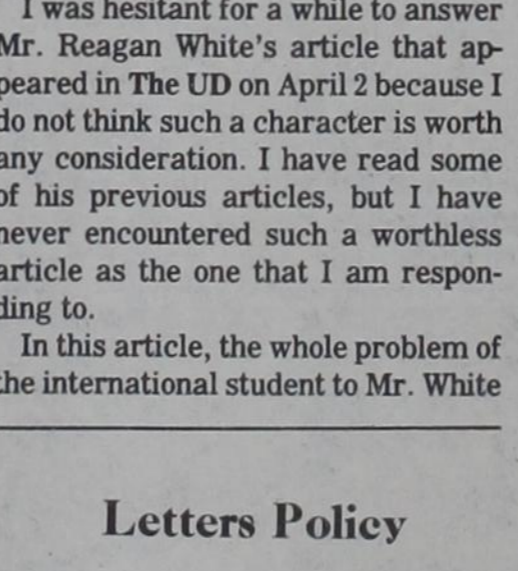 I was hesitant for a while to answer
Mr. Reagan White's article that ap-
peared in The UD on April 2 because I
do not think such a character is worth
any consideration. I have read some
of his previous articles, but I have
never encountered such a worthless
article as the one that I am respon-
ding to.
In this article, the whole problem of
the international student to Mr. White
Letters Policy